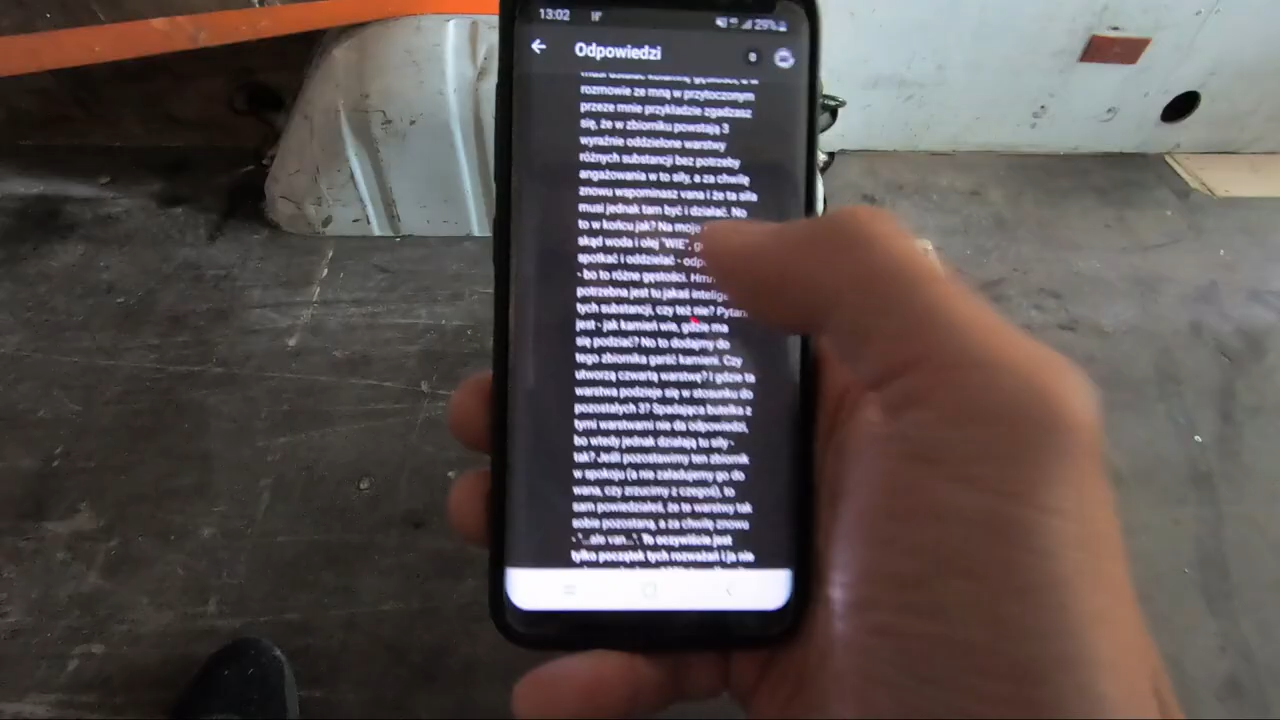 13:02
29%
Odpowiedzi
rozmowie ze mną w przytoczonym
przeze mnie przykładzie zgadzasz
się, że w zbiorniku powstają 3
wyraźnie oddzielone warstwy
różnych substancji bez potrzeby
angażowania w to siły, a za chwilę
znowu wspominasz vana i że ta siła
musi jednak tam być i działać. No
to w końcu jak? Na moje
skąd woda i olej "WIE",
spotkać i oddzielać -
- bo to różne gęstości.
potrzebna jest tu jakaś
tych substancji, czy też nie?
jest - jak kamień wie, gdzie ma
się podziać? No to dodajmy do
tego zbiornika garść kamieni. Czy
utworzą czwartą warstwę? I gdzie ta
warstwa podzieje się w stosunku do
pozostałych 3? Spadająca butelka z
tymi warstwami nie da odpowiedzi,
bo wtedy jednak działają tu siły -
tak? Jeśli pozostawimy ten zbiornik
w spokoju (a nie załadujemy go do
wana, czy zrzucimy z czegoś), to
sam powiedziałeś, że te warstwy tak
sobie pozostaną, a za chwilę znowu
- "...ale van...". To oczywiście jest
tylko początek tych rozważań i ja nie